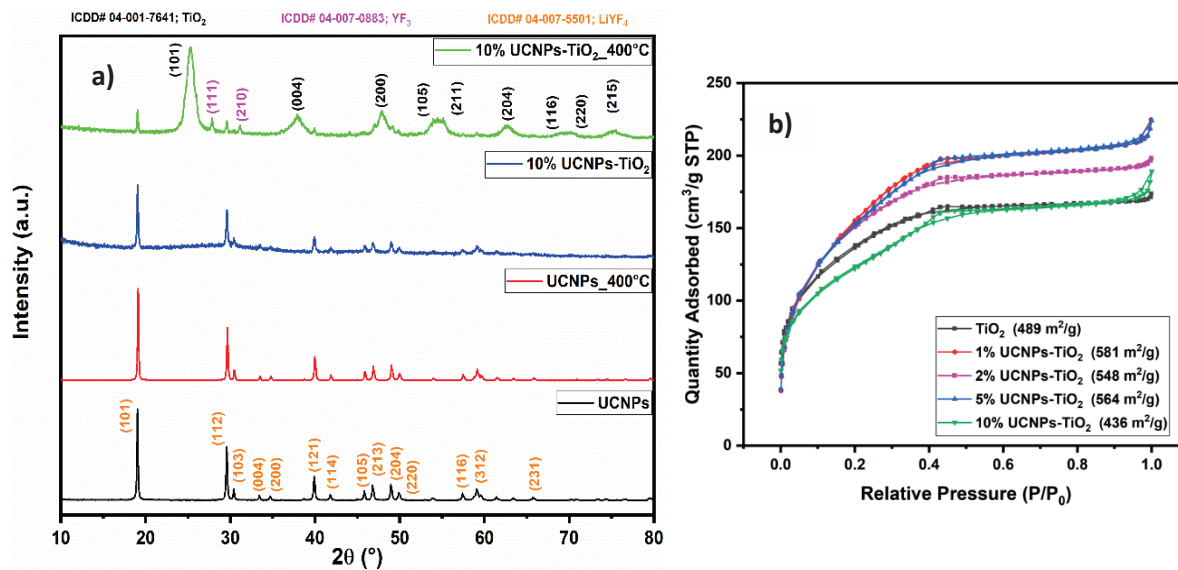 ICDD# 04-001-7641; TiO₂ ICDD# 04-007-0883; YF₃ ICDD# 04-007-5501; LiYF₄
a)
10% UCNPs-TiO₂_400°C
(101)
(111)
(210)
(004)
(200)
(105)
(211)
(204)
(116)
(220)
(215)
10% UCNPs-TiO₂
UCNPs_400°C
UCNPs
(101)
(112)
(103)
(004)
(200)
(121)
(114)
(105)
(213)
(204)
(220)
(116)
(312)
(231)
Intensity (a.u.)
10 20 30 40 50 60 70 80
2θ (°)
b)
Quantity Adsorbed (cm³/g STP)
250
200
150
100
50
0
TiO₂ (489 m²/g)
1% UCNPs-TiO₂ (581 m²/g)
2% UCNPs-TiO₂ (548 m²/g)
5% UCNPs-TiO₂ (564 m²/g)
10% UCNPs-TiO₂ (436 m²/g)
0.0 0.2 0.4 0.6 0.8 1.0
Relative Pressure (P/P₀)